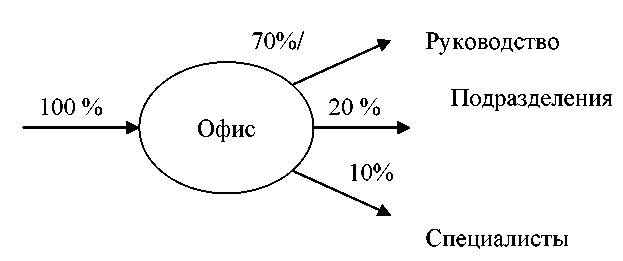 70%/
Руководство
100 %
Офис
20 %
Подразделения
10%
Специалисты